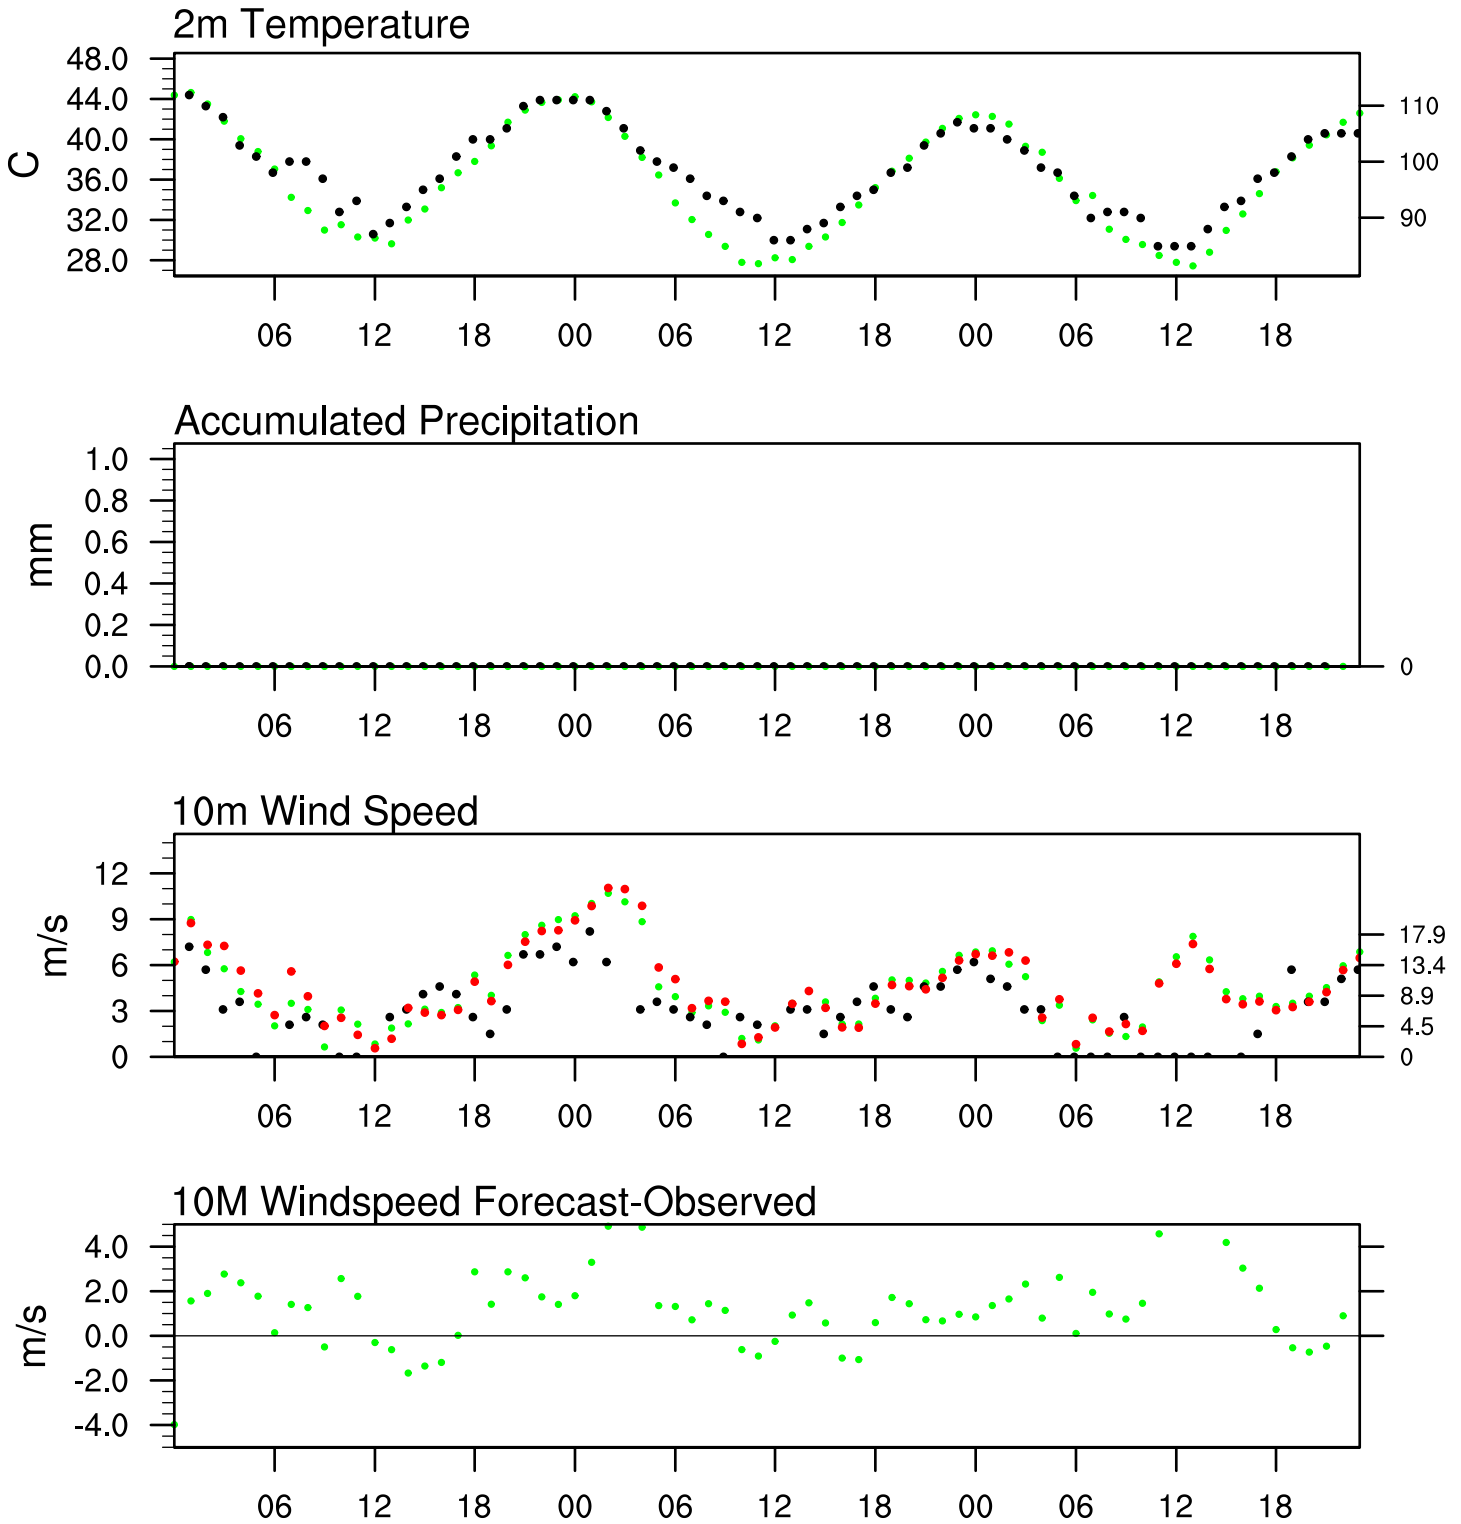 2m Temperature
48.0
44.0
40.0
36.0
32.0
28.0
C
110
100
90
06 12 18 00 06 12 18 00 06 12 18
Accumulated Precipitation
1.0
0.8
0.6
0.4
0.2
0.0
mm
0
06 12 18 00 06 12 18 00 06 12 18
10m Wind Speed
12
9
6
3
0
m/s
17.9
13.4
8.9
4.5
0
06 12 18 00 06 12 18 00 06 12 18
10M Windspeed Forecast-Observed
4.0
2.0
0.0
-2.0
-4.0
m/s
06 12 18 00 06 12 18 00 06 12 18